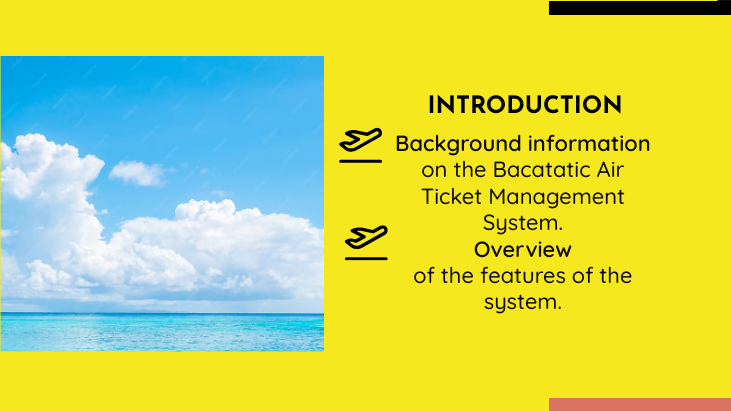 INTRODUCTION
Background information
on the Bacatatic Air
Ticket Management
System.
Overview
of the features of the
system.